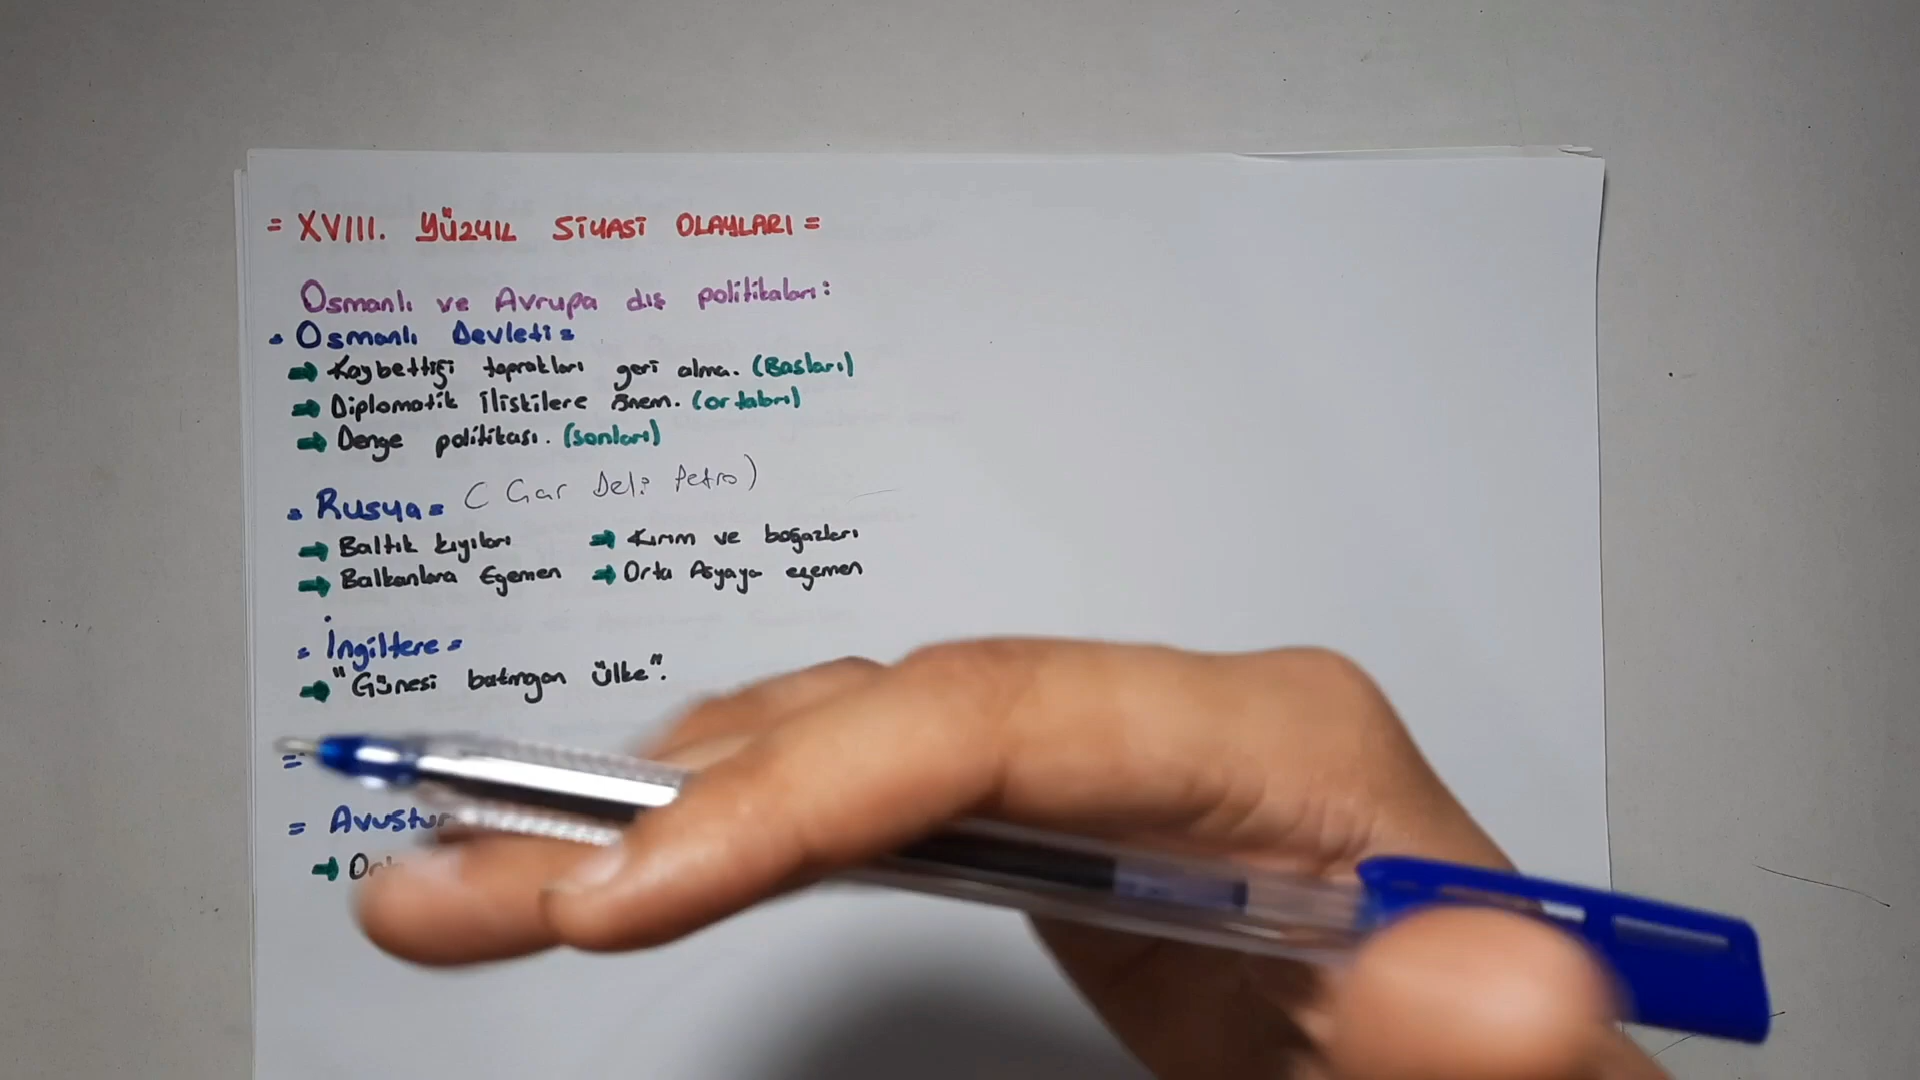 = XVIII. YÜZYIL SİYASİ OLAYLARI =
Osmanlı ve Avrupa dış politikaları:
= Osmanlı Devleti =
➡ Kaybettiği toprakları geri alma. (Başları)
➡ Diplomatik İlişkilere önem. (ortaları)
➡ Denge politikası. (sonları)
= Rusya = (Çar Deli Petro)
➡ Baltık kıyıları ➡ Kırım ve boğazları
➡ Balkanlara Egemen ➡ Orta Asyaya egemen
= İngiltere =
➡ "Güneşi batmayan ülke".
=
= Avustur
➡